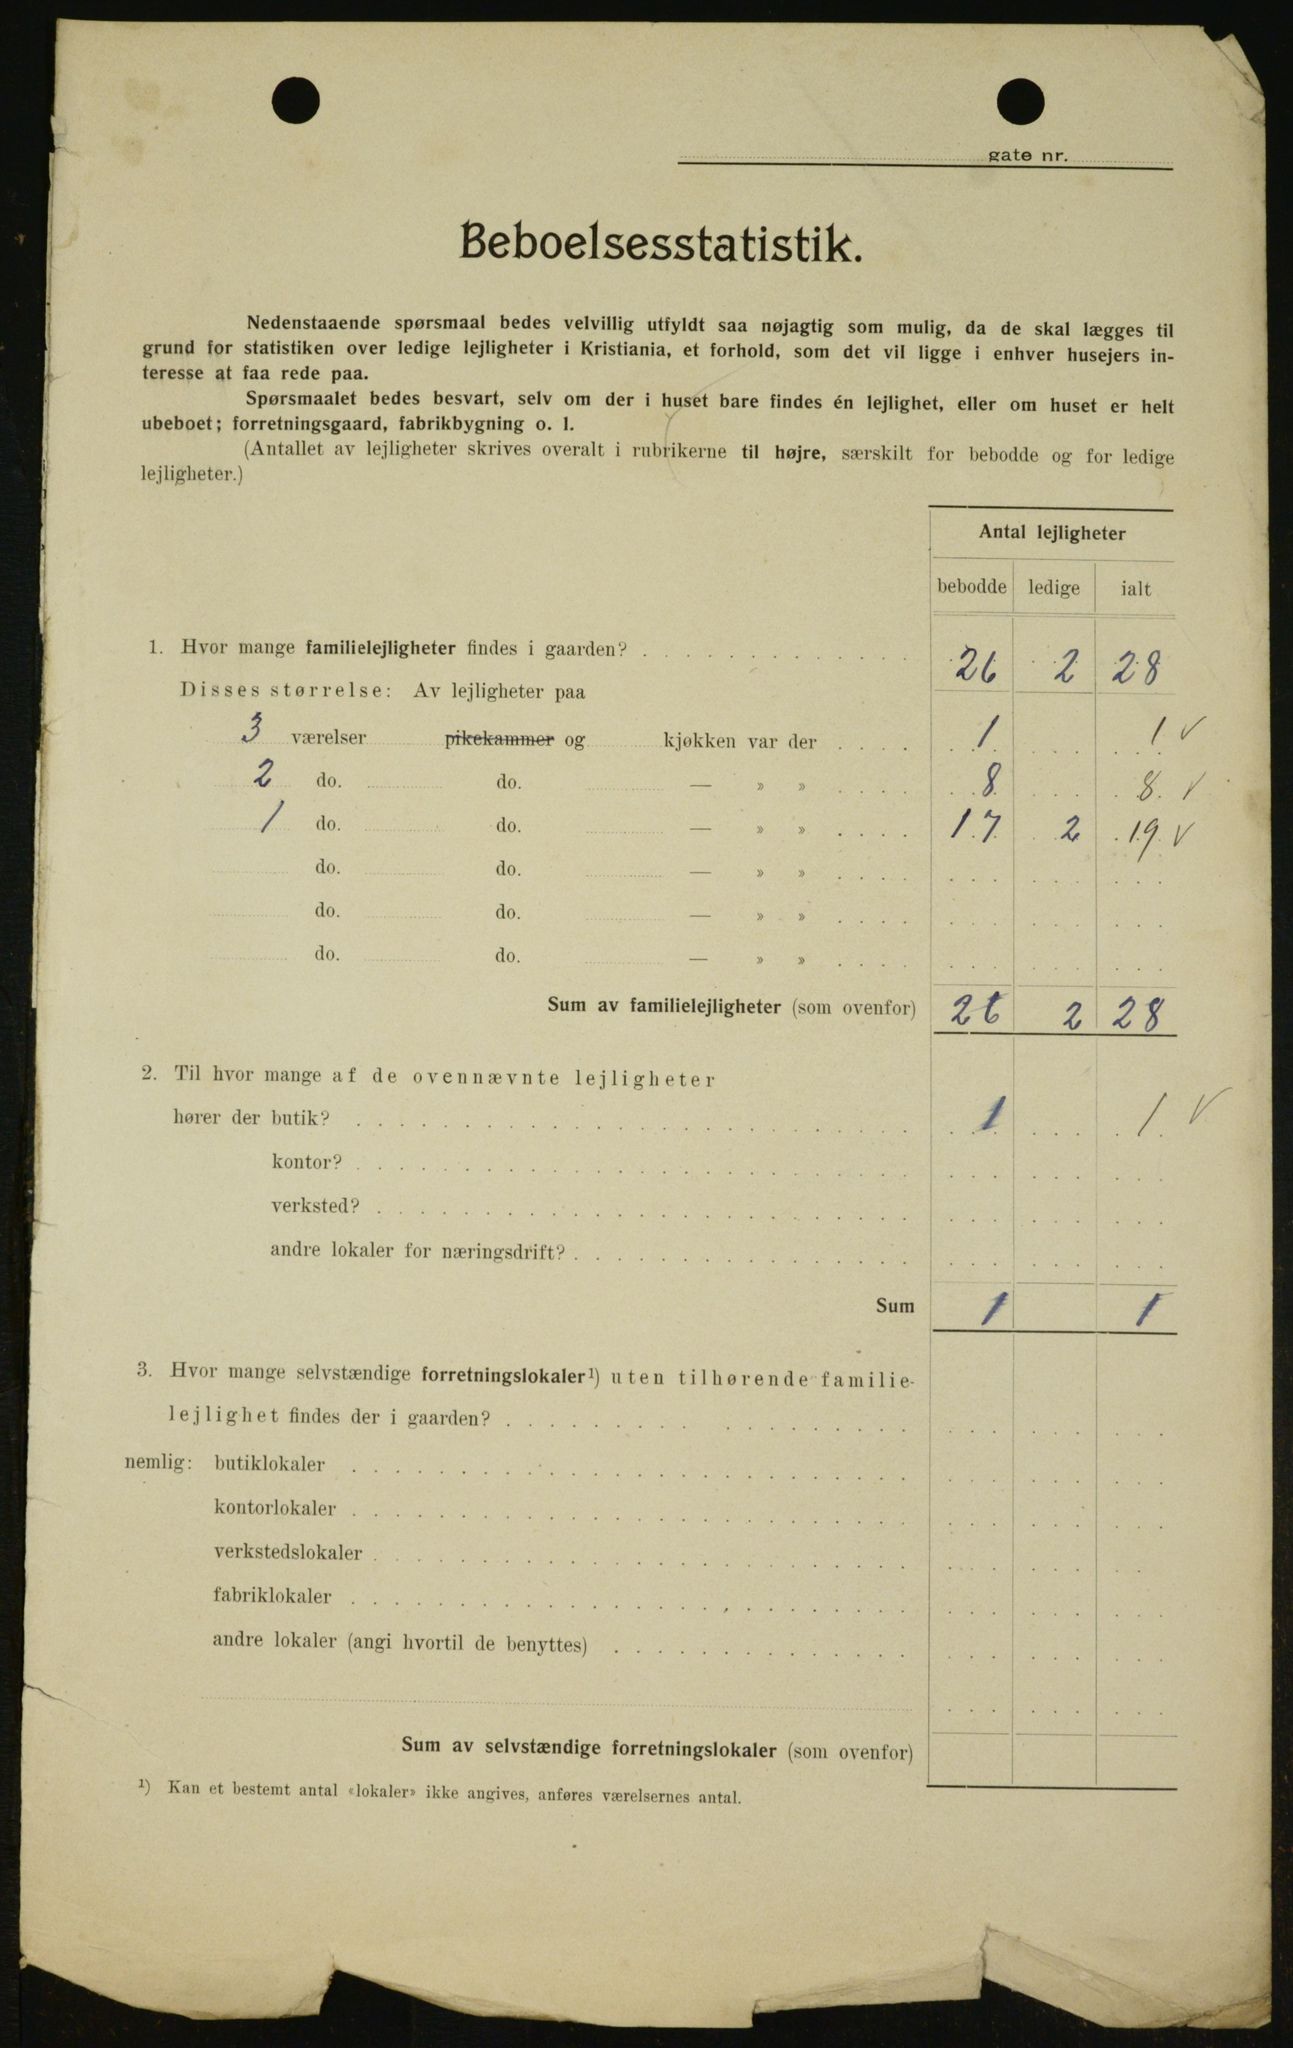 gate nr.
Beboelsesstatistik.
Nedenstaaende spørsmaal bedes velvillig utfyldt saa nøjagtig som mulig, da de skal lægges til
grund for statistiken over ledige lejligheter i Kristiania, et forhold, som det vil ligge i enhver husejers in-
teresse at faa rede paa.
Spørsmaalet bedes besvart, selv om der i huset bare findes én lejlighet, eller om huset er helt
ubeboet; forretningsgaard, fabrikbygning o. l.
(Antallet av lejligheter skrives overalt i rubrikerne til højre, særskilt for bebodde og for ledige
lejligheter.)
Antal lejligheter
bebodde ledige ialt
1. Hvor mange familielejligheter findes i gaarden? 26 2 28
Disses størrelse: Av lejligheter paa
3 værelser pikekammer og kjøkken var der 1 1 √
2 do. do. — » » 8 8 √
1 do. do. — » » 17 2 19 √
do. do. — » »
do. do. — » »
do. do. — » »
Sum av familielejligheter (som ovenfor) 26 2 28
2. Til hvor mange af de ovennævnte lejligheter
hører der butik? 1 1 √
kontor?
verksted?
andre lokaler for næringsdrift?
Sum 1 1
3. Hvor mange selvstændige forretningslokaler¹) uten tilhørende familie-
lejlighet findes der i gaarden?
nemlig: butiklokaler
kontorlokaler
verkstedslokaler
fabriklokaler
andre lokaler (angi hvortil de benyttes)
Sum av selvstændige forretningslokaler (som ovenfor)
¹) Kan et bestemt antal «lokaler» ikke angives, anføres værelsernes antal.